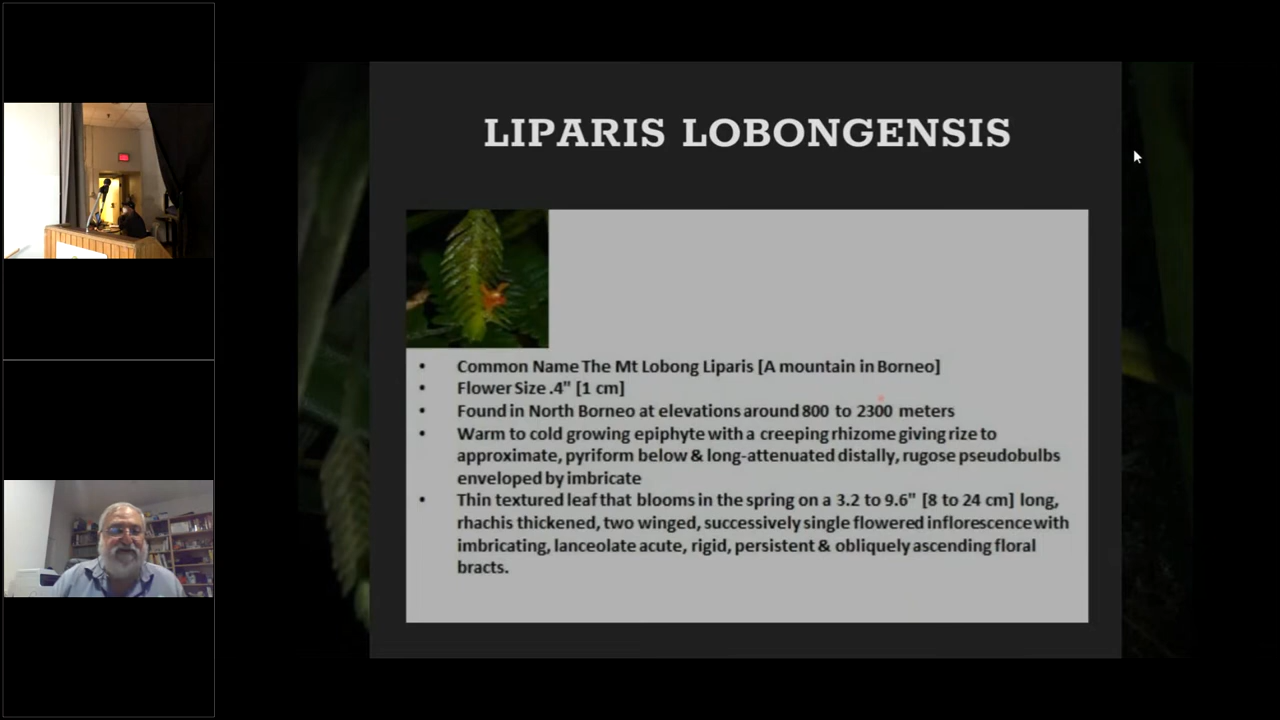 LIPARIS LOBONGENSIS
• Common Name The Mt Lobong Liparis [A mountain in Borneo]
• Flower Size .4" [1 cm]
• Found in North Borneo at elevations around 800 to 2300 meters
• Warm to cold growing epiphyte with a creeping rhizome giving rize to
approximate, pyriform below & long-attenuated distally, rugose pseudobulbs
enveloped by imbricate
• Thin textured leaf that blooms in the spring on a 3.2 to 9.6" [8 to 24 cm] long,
rhachis thickened, two winged, successively single flowered inflorescence with
imbricating, lanceolate acute, rigid, persistent & obliquely ascending floral
bracts.